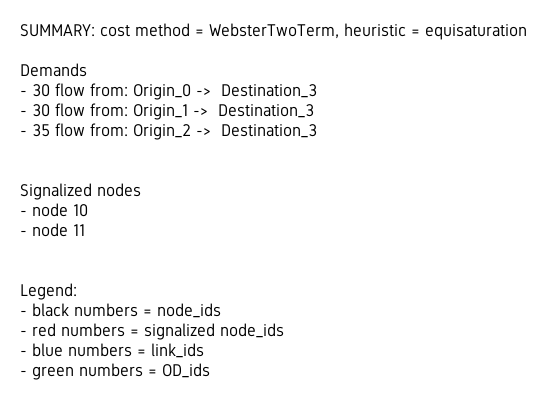 SUMMARY: cost method = WebsterTwoTerm, heuristic = equisaturation
Demands
- 30 flow from: Origin_0 -> Destination_3
- 30 flow from: Origin_1 -> Destination_3
- 35 flow from: Origin_2 -> Destination_3
Signalized nodes
- node 10
- node 11
Legend:
- black numbers = node_ids
- red numbers = signalized node_ids
- blue numbers = link_ids
- green numbers = OD_ids